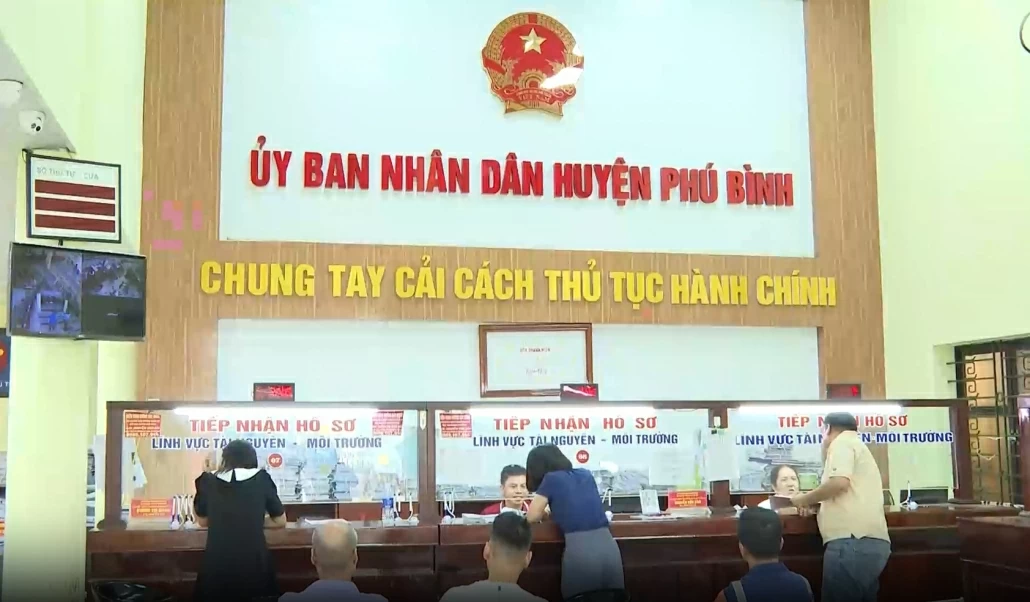 ỦY BAN NHÂN DÂN HUYỆN PHÚ BÌNH
CHUNG TAY CẢI CÁCH THỦ TỤC HÀNH CHÍNH
TIẾP NHẬN HỒ SƠ
LĨNH VỰC TÀI NGUYÊN - MÔI TRƯỜNG
07
TIẾP NHẬN HỒ SƠ
LĨNH VỰC TÀI NGUYÊN - MÔI TRƯỜNG
TIẾP NHẬN HỒ SƠ
LĨNH VỰC TÀI N YÊN - MÔI TRƯỜNG